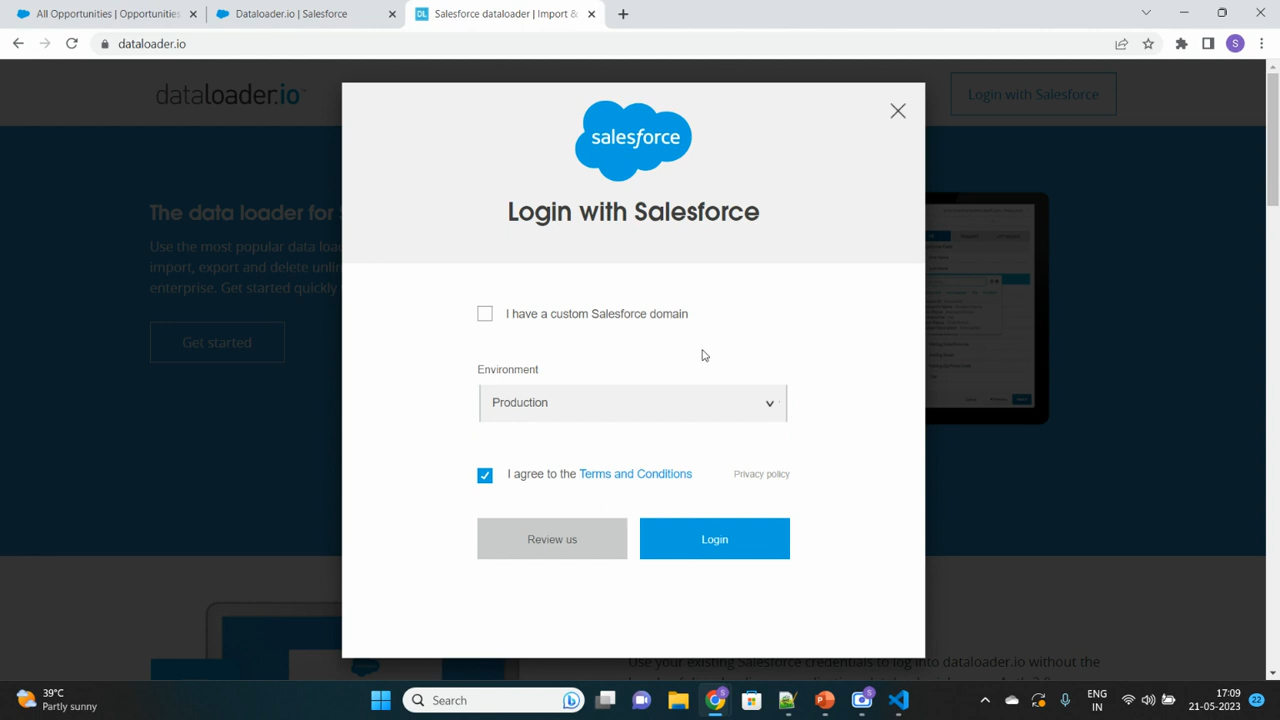 All Opportunities | Opportunities
Dataloader.io | Salesforce
DL
Salesforce dataloader | Import &
dataloader.io
S
dataloader.io
Login with Salesforce
salesforce
Login with Salesforce
The data loader for S
Use the most popular data loa
import, export and delete unli
enterprise. Get started quickly
Get started
I have a custom Salesforce domain
Environment
Production
I agree to the Terms and Conditions
Privacy policy
Review us
Login
Use your existing Salesforce credentials to log into dataloader.io without the
39°C
Partly sunny
Search
ENG
IN
17:09
21-05-2023
22